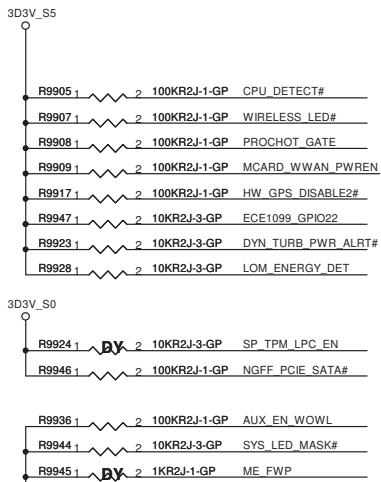 3D3V_S5
R9905 1 2 100KR2J-1-GP CPU_DETECT#
R9907 1 2 100KR2J-1-GP WIRELESS_LED#
R9908 1 2 100KR2J-1-GP PROCHOT_GATE
R9909 1 2 100KR2J-1-GP MCARD_WWAN_PWREN
R9917 1 2 100KR2J-1-GP HW_GPS_DISABLE2#
R9947 1 2 10KR2J-3-GP ECE1099_GPIO22
R9923 1 2 10KR2J-3-GP DYN_TURB_PWR_ALRT#
R9928 1 2 10KR2J-3-GP LOM_ENERGY_DET
3D3V_S0
R9924 1 DY 2 10KR2J-3-GP SP_TPM_LPC_EN
R9946 1 2 100KR2J-1-GP NGFF_PCIE_SATA#
R9936 1 2 100KR2J-1-GP AUX_EN_WOWL
R9944 1 2 10KR2J-3-GP SYS_LED_MASK#
R9945 1 DY 2 1KR2J-1-GP ME_FWP